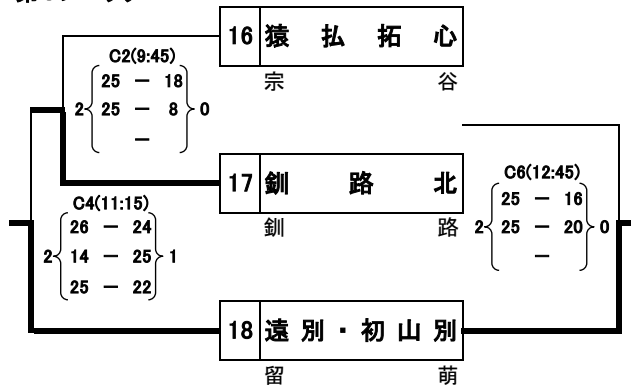 16 猿払拓心
宗谷
C2(9:45)
25 － 18
2 25 － 8 0
－
17 釧路北
釧路
C4(11:15)
26 － 24
2 14 － 25 1
25 － 22
C6(12:45)
25 － 16
2 25 － 20 0
－
18 遠別・初山別
留萌